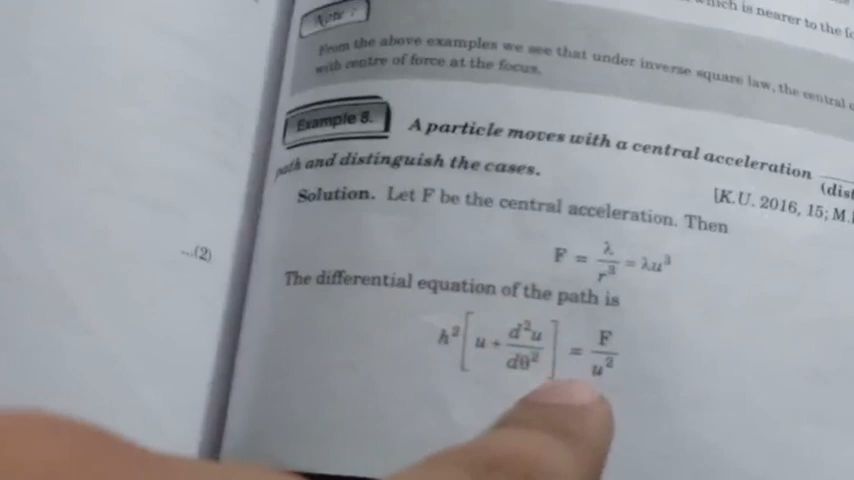 which is nearer to the
Note :
From the above examples we see that under inverse square law, the central
with centre of force at the focus.
Example 8. A particle moves with a central acceleration
(dist
path and distinguish the cases.
[K.U. 2016, 15; M.
Solution. Let F be the central acceleration. Then
F = λ/r³ = λu³
...(2)
The differential equation of the path is
h² [u + d²u/dθ²] = F/u²